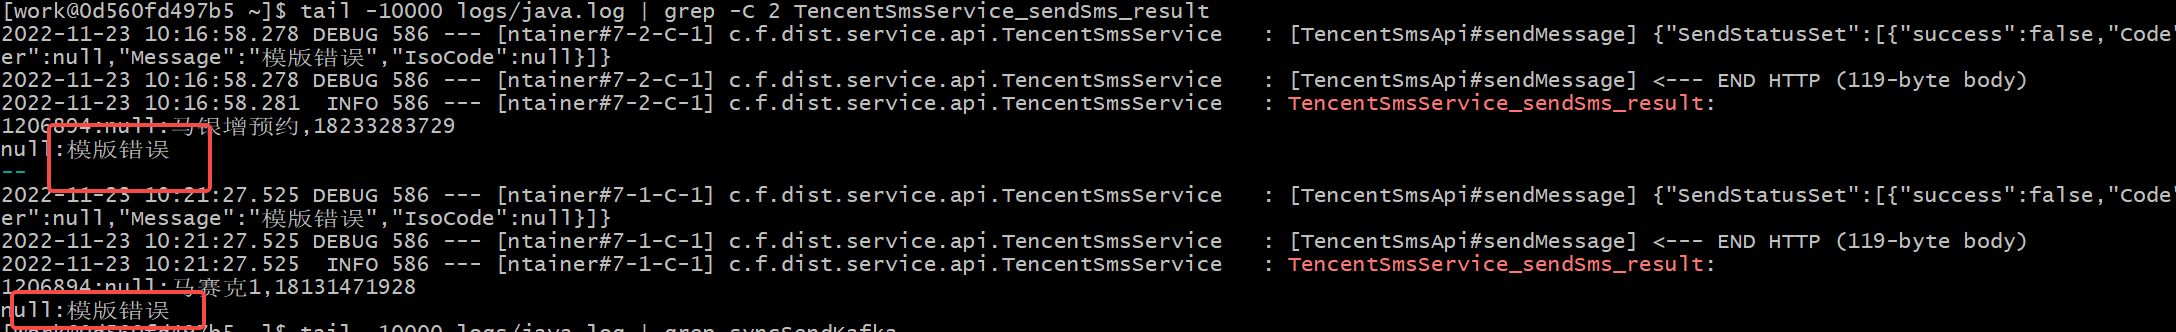 [work@0d560fd497b5 ~]$ tail -10000 logs/java.log | grep -C 2 TencentSmsService_sendSms_result
2022-11-23 10:16:58.278 DEBUG 586 --- [ntainer#7-2-C-1] c.f.dist.service.api.TencentSmsService   : [TencentSmsApi#sendMessage] {"SendStatusSet":[{"success":false,"Code"
er":null,"Message":"模版错误","IsoCode":null}]}
2022-11-23 10:16:58.278 DEBUG 586 --- [ntainer#7-2-C-1] c.f.dist.service.api.TencentSmsService   : [TencentSmsApi#sendMessage] <--- END HTTP (119-byte body)
2022-11-23 10:16:58.281  INFO 586 --- [ntainer#7-2-C-1] c.f.dist.service.api.TencentSmsService   : TencentSmsService_sendSms_result:
1206894:null:马银增预约,18233283729
null:模版错误
--
2022-11-23 10:21:27.525 DEBUG 586 --- [ntainer#7-1-C-1] c.f.dist.service.api.TencentSmsService   : [TencentSmsApi#sendMessage] {"SendStatusSet":[{"success":false,"Code"
er":null,"Message":"模版错误","IsoCode":null}]}
2022-11-23 10:21:27.525 DEBUG 586 --- [ntainer#7-1-C-1] c.f.dist.service.api.TencentSmsService   : [TencentSmsApi#sendMessage] <--- END HTTP (119-byte body)
2022-11-23 10:21:27.525  INFO 586 --- [ntainer#7-1-C-1] c.f.dist.service.api.TencentSmsService   : TencentSmsService_sendSms_result:
1206894:null:马赛克1,18131471928
null:模版错误
[work@0d560fd497b5 ~]$ tail -10000 logs/java.log | grep syncSendKafka